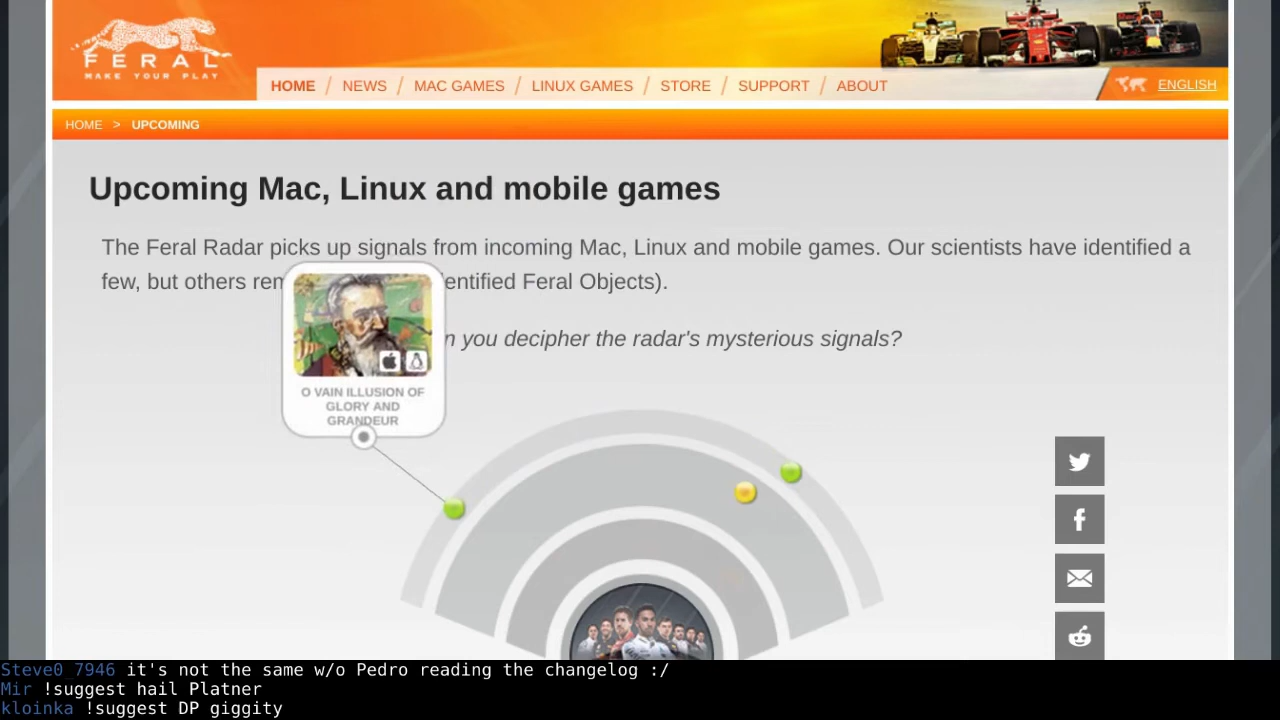 FERAL
MAKE YOUR PLAY
HOME / NEWS / MAC GAMES / LINUX GAMES / STORE / SUPPORT / ABOUT
ENGLISH
HOME > UPCOMING
Upcoming Mac, Linux and mobile games
The Feral Radar picks up signals from incoming Mac, Linux and mobile games. Our scientists have identified a
few, but others ren entified Feral Objects).
n you decipher the radar's mysterious signals?
O VAIN ILLUSION OF
GLORY AND
GRANDEUR
Steve0_7946 it's not the same w/o Pedro reading the changelog :/
Mir !suggest hail Platner
kloinka !suggest DP giggity